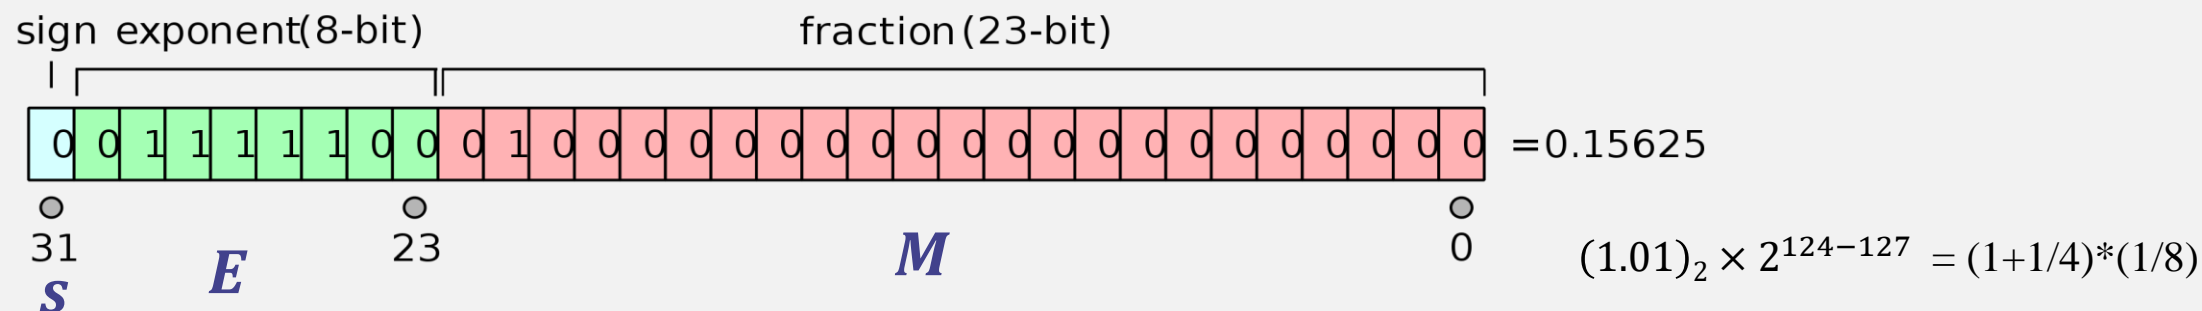 sign exponent(8-bit) fraction(23-bit)
0 0 1 1 1 1 1 0 0 0 1 0 0 0 0 0 0 0 0 0 0 0 0 0 0 0 0 0 0 0 0 0 =0.15625
31 23 0
s E M (1.01)₂ × 2¹²⁴⁻¹²⁷ = (1+1/4)*(1/8)